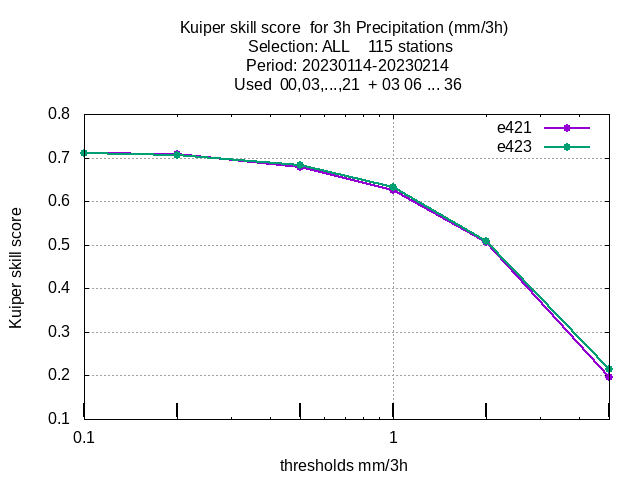 Kuiper skill score  for 3h Precipitation (mm/3h)
Selection: ALL    115 stations
Period: 20230114-20230214
Used  00,03,...,21  + 03 06 ... 36
e421
e423
Kuiper skill score
0.8
0.7
0.6
0.5
0.4
0.3
0.2
0.1
0.1
1
thresholds mm/3h